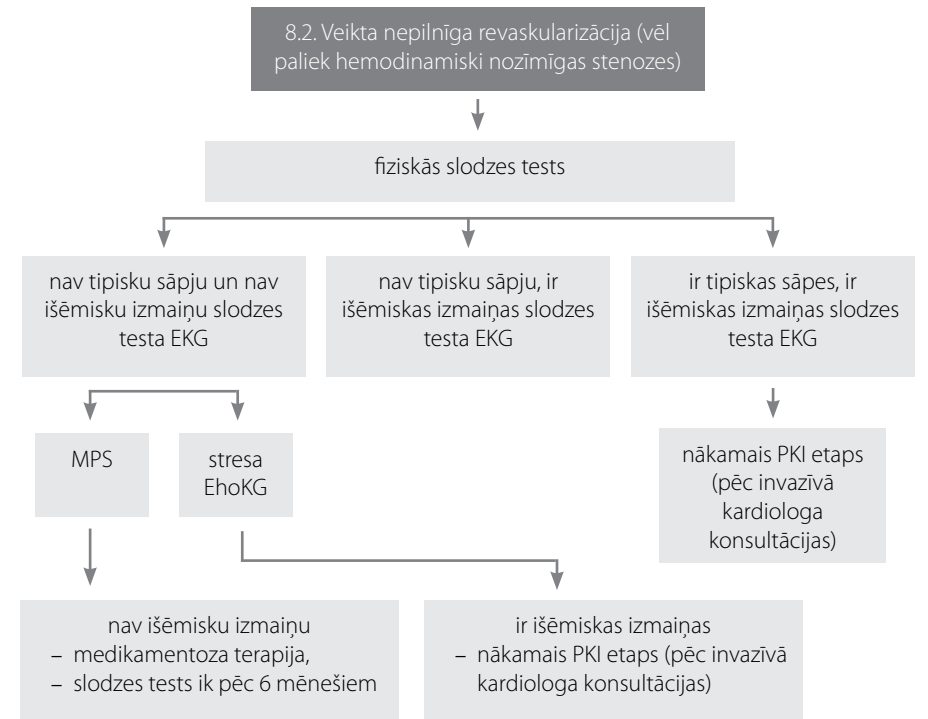 8.2. Veikta nepilnīga revaskularizācija (vēl
paliek hemodinamiski nozīmīgas stenozes)
fiziskās slodzes tests
nav tipisku sāpju un nav
išēmisku izmaiņu slodzes
testa EKG
nav tipisku sāpju, ir
išēmiskas izmaiņas slodzes
testa EKG
ir tipiskas sāpes, ir
išēmiskas izmaiņas slodzes
testa EKG
MPS
stresa
EhoKG
nākamais PKI etaps
(pēc invazīvā
kardiologa
konsultācijas)
nav išēmisku izmaiņu
– medikamentoza terapija,
– slodzes tests ik pēc 6 mēnešiem
ir išēmiskas izmaiņas
– nākamais PKI etaps (pēc invazīvā
kardiologa konsultācijas)